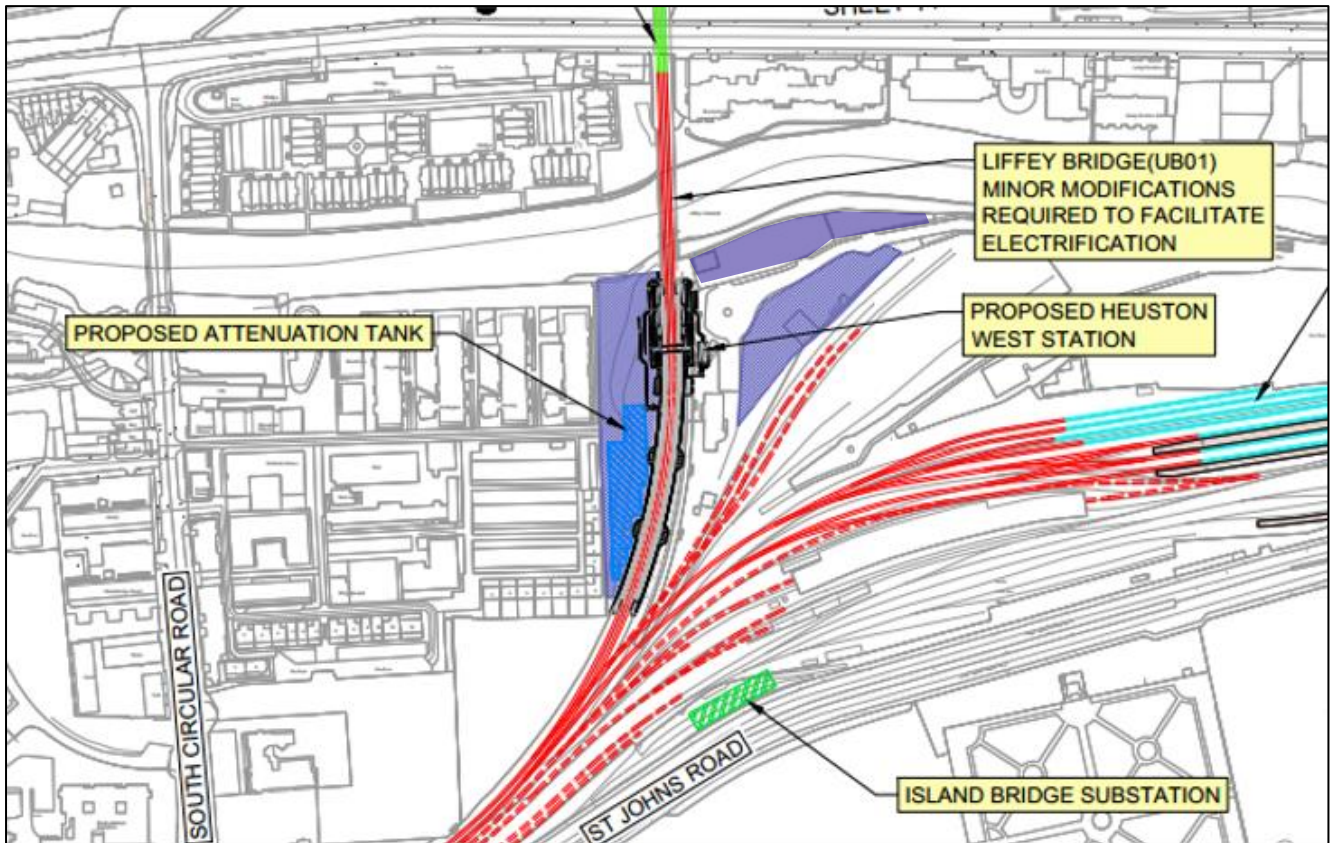 LIFFEY BRIDGE(UB01)
MINOR MODIFICATIONS
REQUIRED TO FACILITATE
ELECTRIFICATION
PROPOSED HEUSTON
WEST STATION
PROPOSED ATTENUATION TANK
SOUTH CIRCULAR ROAD
ST JOHNS ROAD
ISLAND BRIDGE SUBSTATION